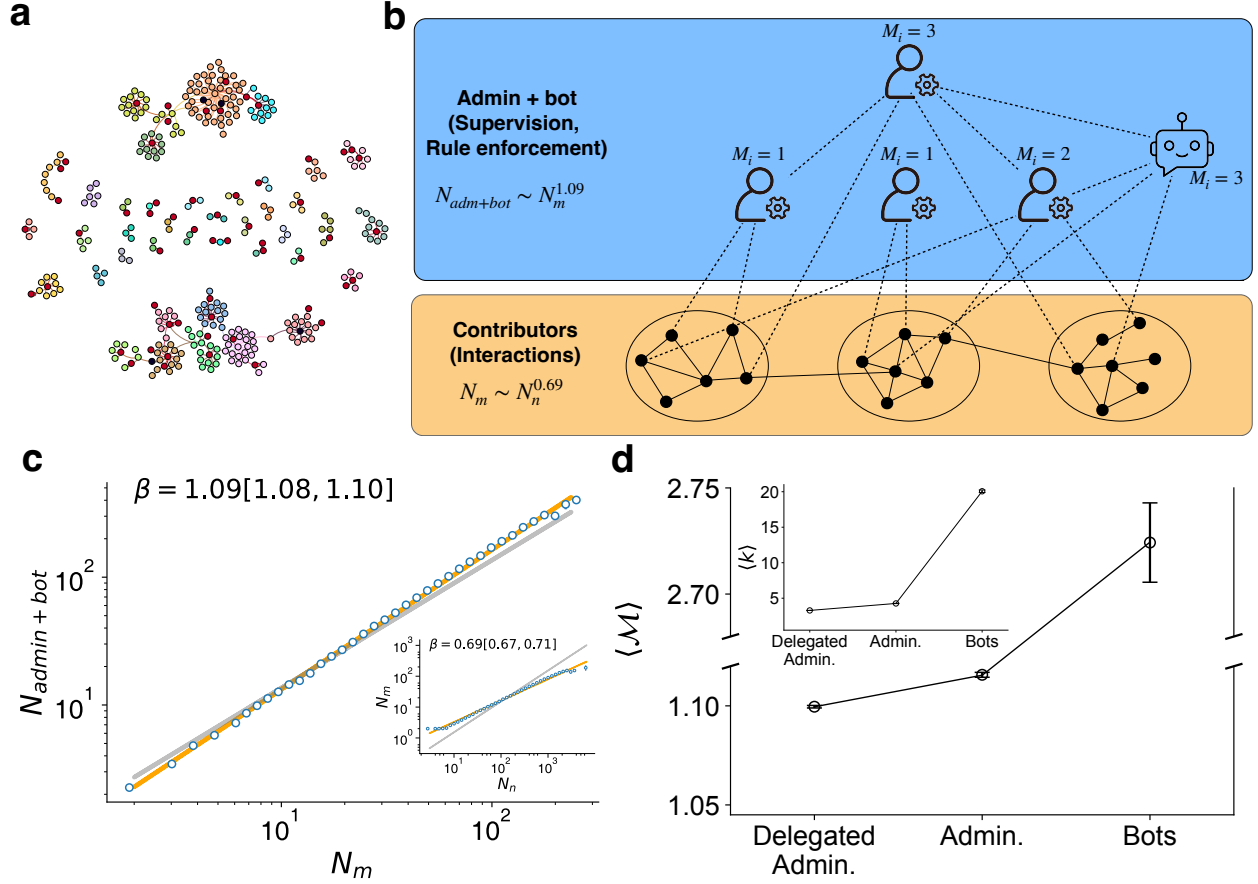 a
b
Admin + bot
(Supervision,
Rule enforcement)
N_{adm+bot} ∼ N_m^{1.09}
M_i = 3
M_i = 1
M_i = 1
M_i = 2
M_i = 3
Contributors
(Interactions)
N_m ∼ N_n^{0.69}
c
β = 1.09[1.08, 1.10]
N_{admin + bot}
10^2
10^1
10^1
10^2
N_m
β = 0.69[0.67, 0.71]
N_m
10^3
10^2
10^1
10^0
10^1
10^2
10^3
N_n
d
⟨ℳ⟩
2.75
2.70
1.10
1.05
Delegated
Admin.
Admin.
Bots
⟨k⟩
20
15
10
5
Delegated
Admin.
Admin.
Bots